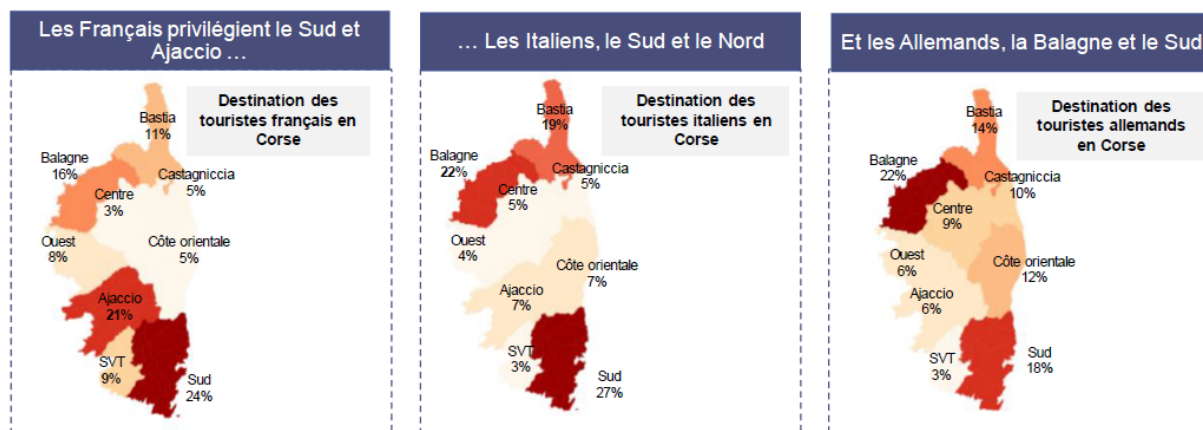 Les Français privilégient le Sud et
Ajaccio …
Destination des
touristes français en
Corse
Bastia
11%
Balagne
16%
Castagniccia
5%
Centre
3%
Ouest
8%
Côte orientale
5%
Ajaccio
21%
SVT
9%
Sud
24%
… Les Italiens, le Sud et le Nord
Destination des
touristes italiens en
Corse
Bastia
19%
Balagne
22%
Castagniccia
5%
Centre
5%
Ouest
4%
Côte orientale
7%
Ajaccio
7%
SVT
3%
Sud
27%
Et les Allemands, la Balagne et le Sud
Destination des
touristes allemands
en Corse
Bastia
14%
Balagne
22%
Castagniccia
10%
Centre
9%
Ouest
6%
Côte orientale
12%
Ajaccio
6%
SVT
3%
Sud
18%